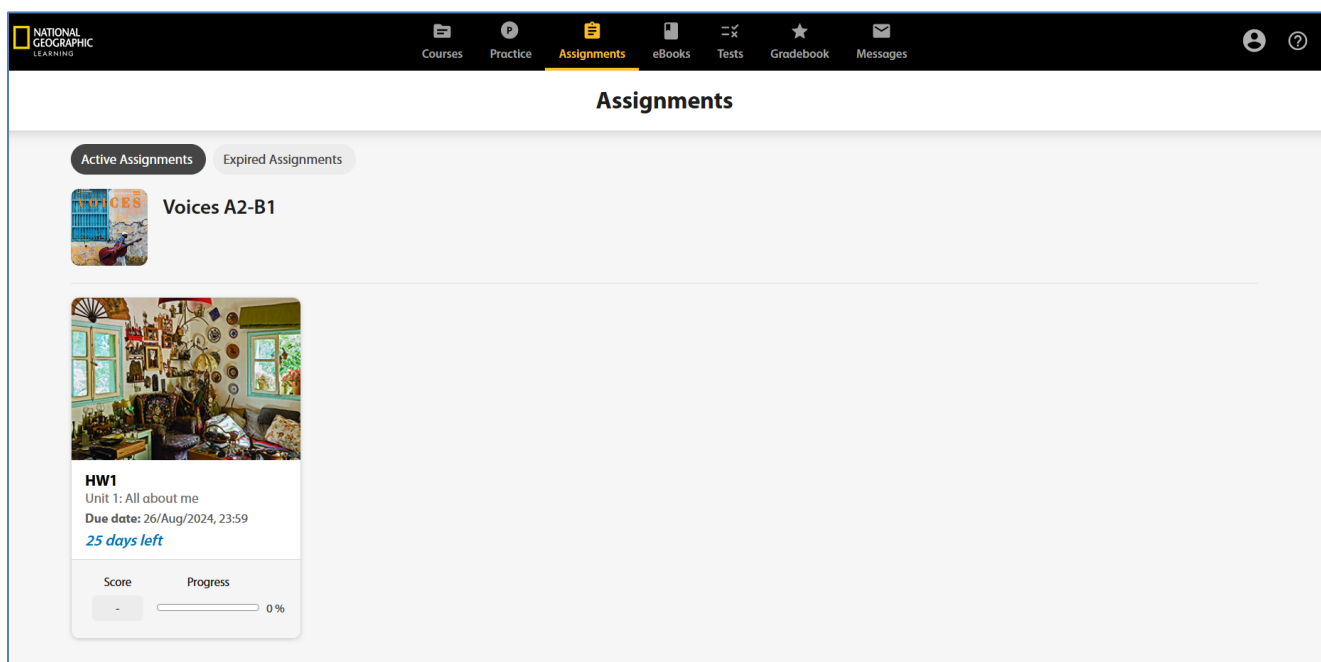 NATIONAL
GEOGRAPHIC
LEARNING
Courses
P
Practice
Assignments
eBooks
Tests
Gradebook
Messages
?
Assignments
Active Assignments
Expired Assignments
VOICES
Voices A2-B1
HW1
Unit 1: All about me
Due date: 26/Aug/2024, 23:59
25 days left
Score Progress
- 0 %